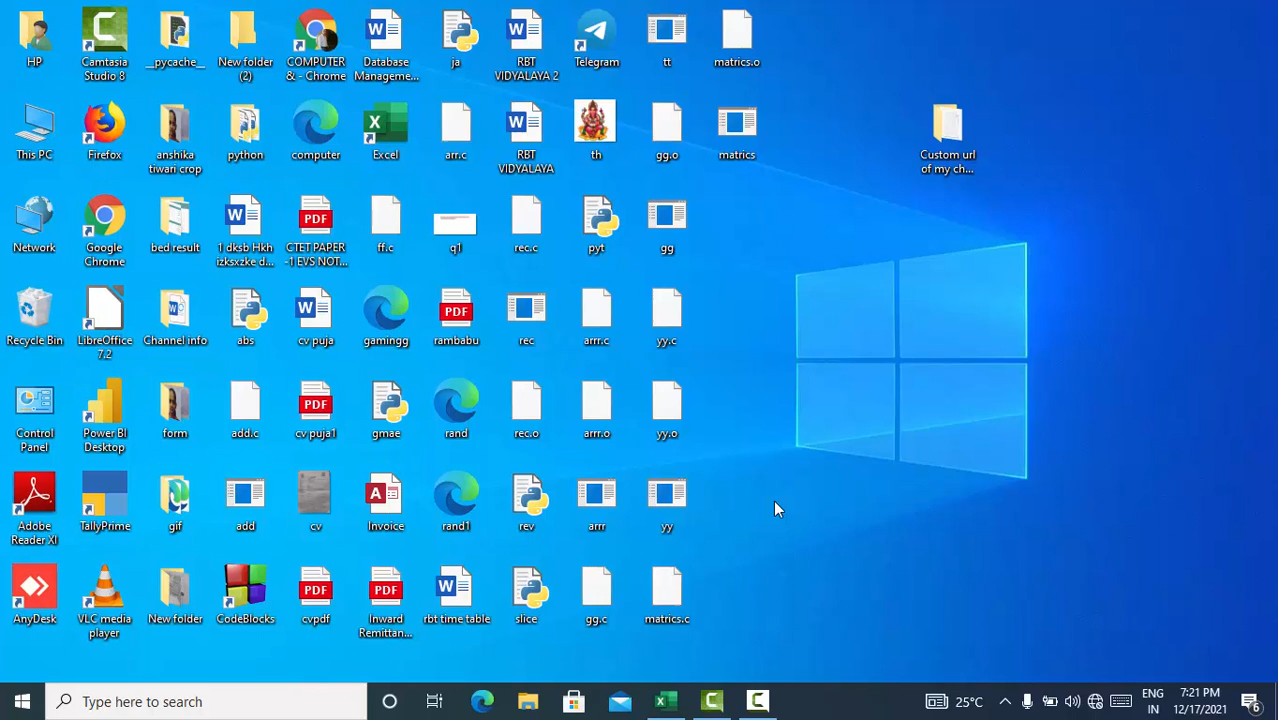 HP
Camtasia
Studio 8
__pycache__
New folder
(2)
COMPUTER
& - Chrome
Database
Manageme...
ja
RBT
VIDYALAYA 2
Telegram
tt
matrics.o
This PC
Firefox
anshika
tiwari crop
python
computer
Excel
arr.c
RBT
VIDYALAYA
th
gg.o
matrics
Custom url
of my ch...
Network
Google
Chrome
bed result
1 dksb Hkh
izksxzke d...
PDF
CTET PAPER
-1 EVS NOT...
ff.c
q1
rec.c
pyt
gg
Recycle Bin
LibreOffice
7.2
Channel info
abs
cv puja
gamingg
PDF
rambabu
rec
arrr.c
yy.c
Control
Panel
Power BI
Desktop
form
add.c
PDF
cv puja1
gmae
rand
rec.o
arrr.o
yy.o
Adobe
Reader XI
TallyPrime
gif
add
cv
Invoice
rand1
rev
arrr
yy
AnyDesk
VLC media
player
New folder
CodeBlocks
PDF
cvpdf
PDF
Inward
Remittan...
rbt time table
slice
gg.c
matrics.c
Type here to search
25°C
ENG
IN
7:21 PM
12/17/2021
6